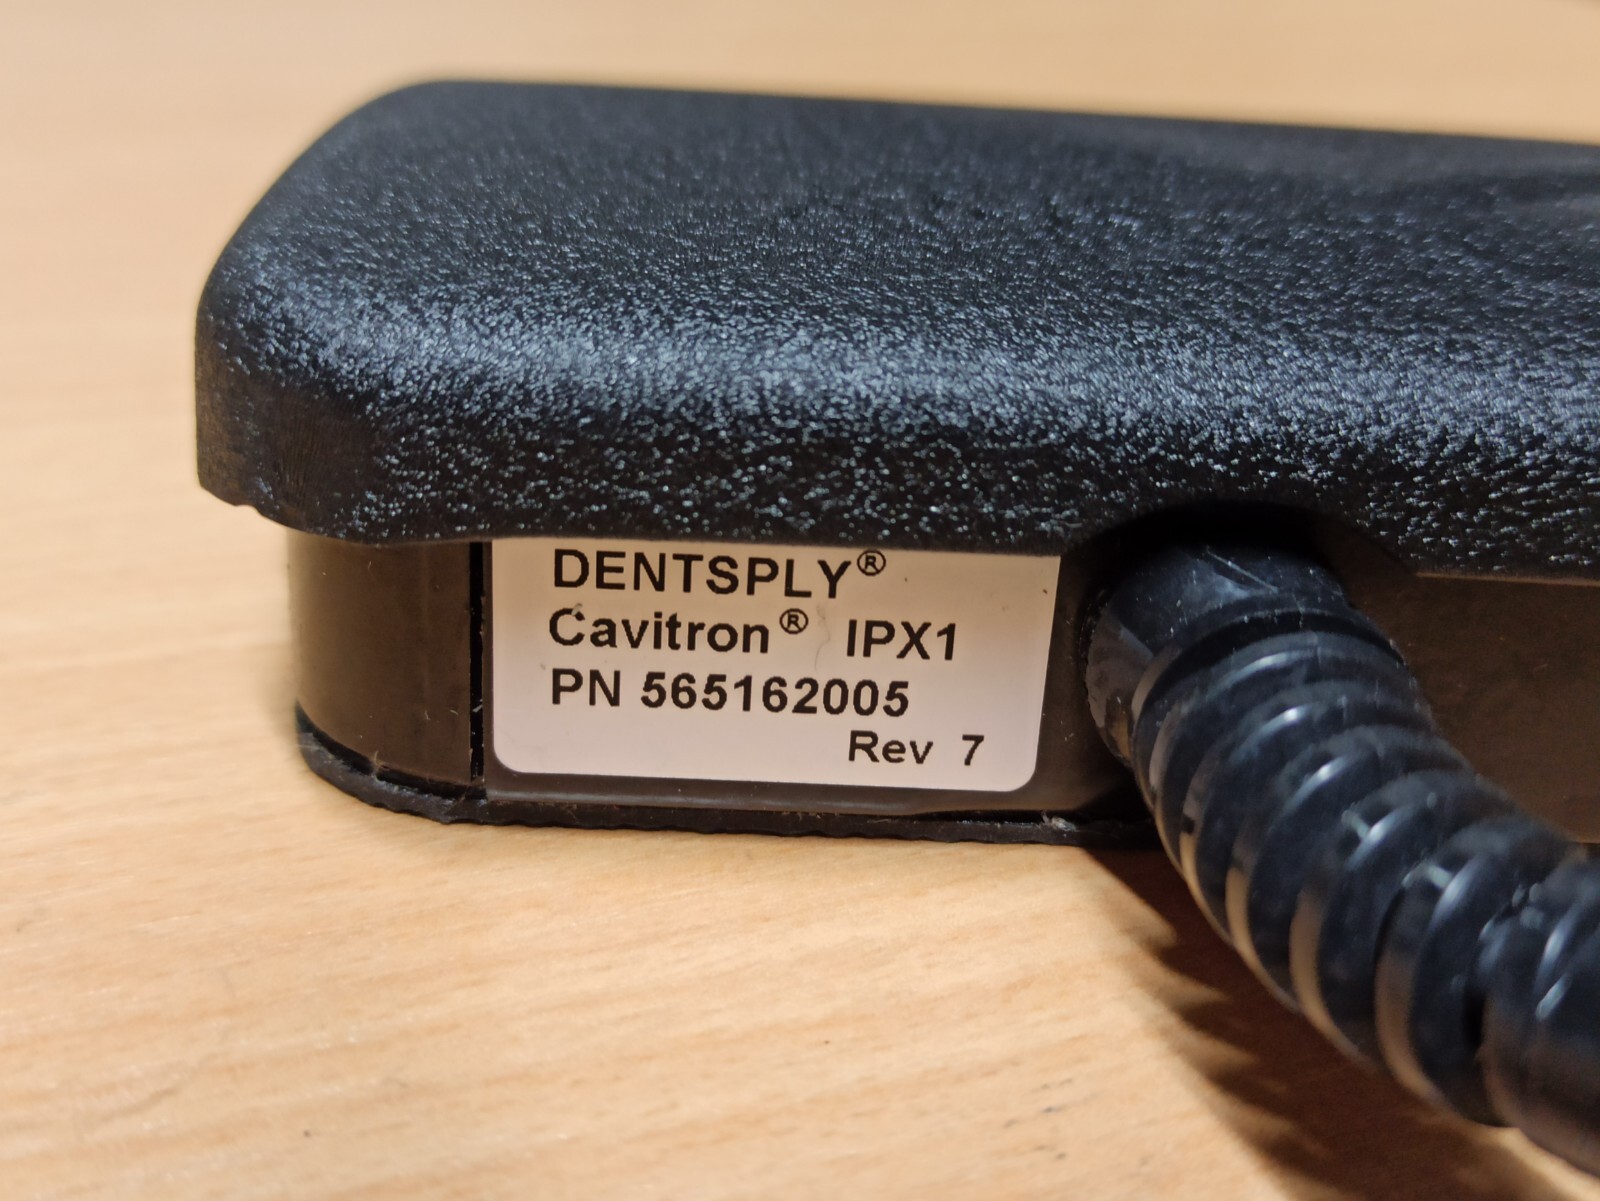 DENTSPLY®
Cavitron® IPX1
PN 565162005
Rev 7